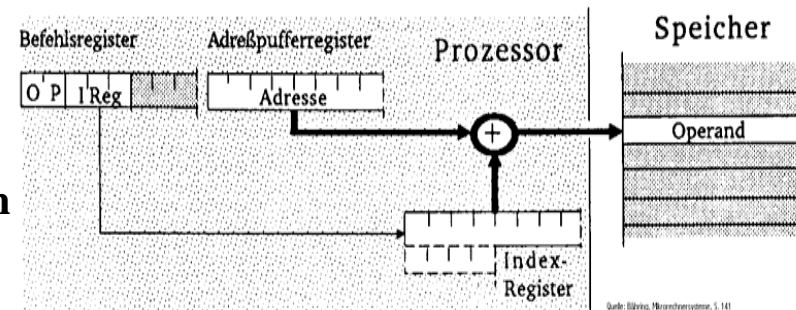 Speicher
Befehlsregister
Adreßpufferregister
Prozessor
O P
I'Reg
Adresse
+
Operand
n
Index-
Register
Quelle: Bähring, Mikrorechnersysteme, S. 141